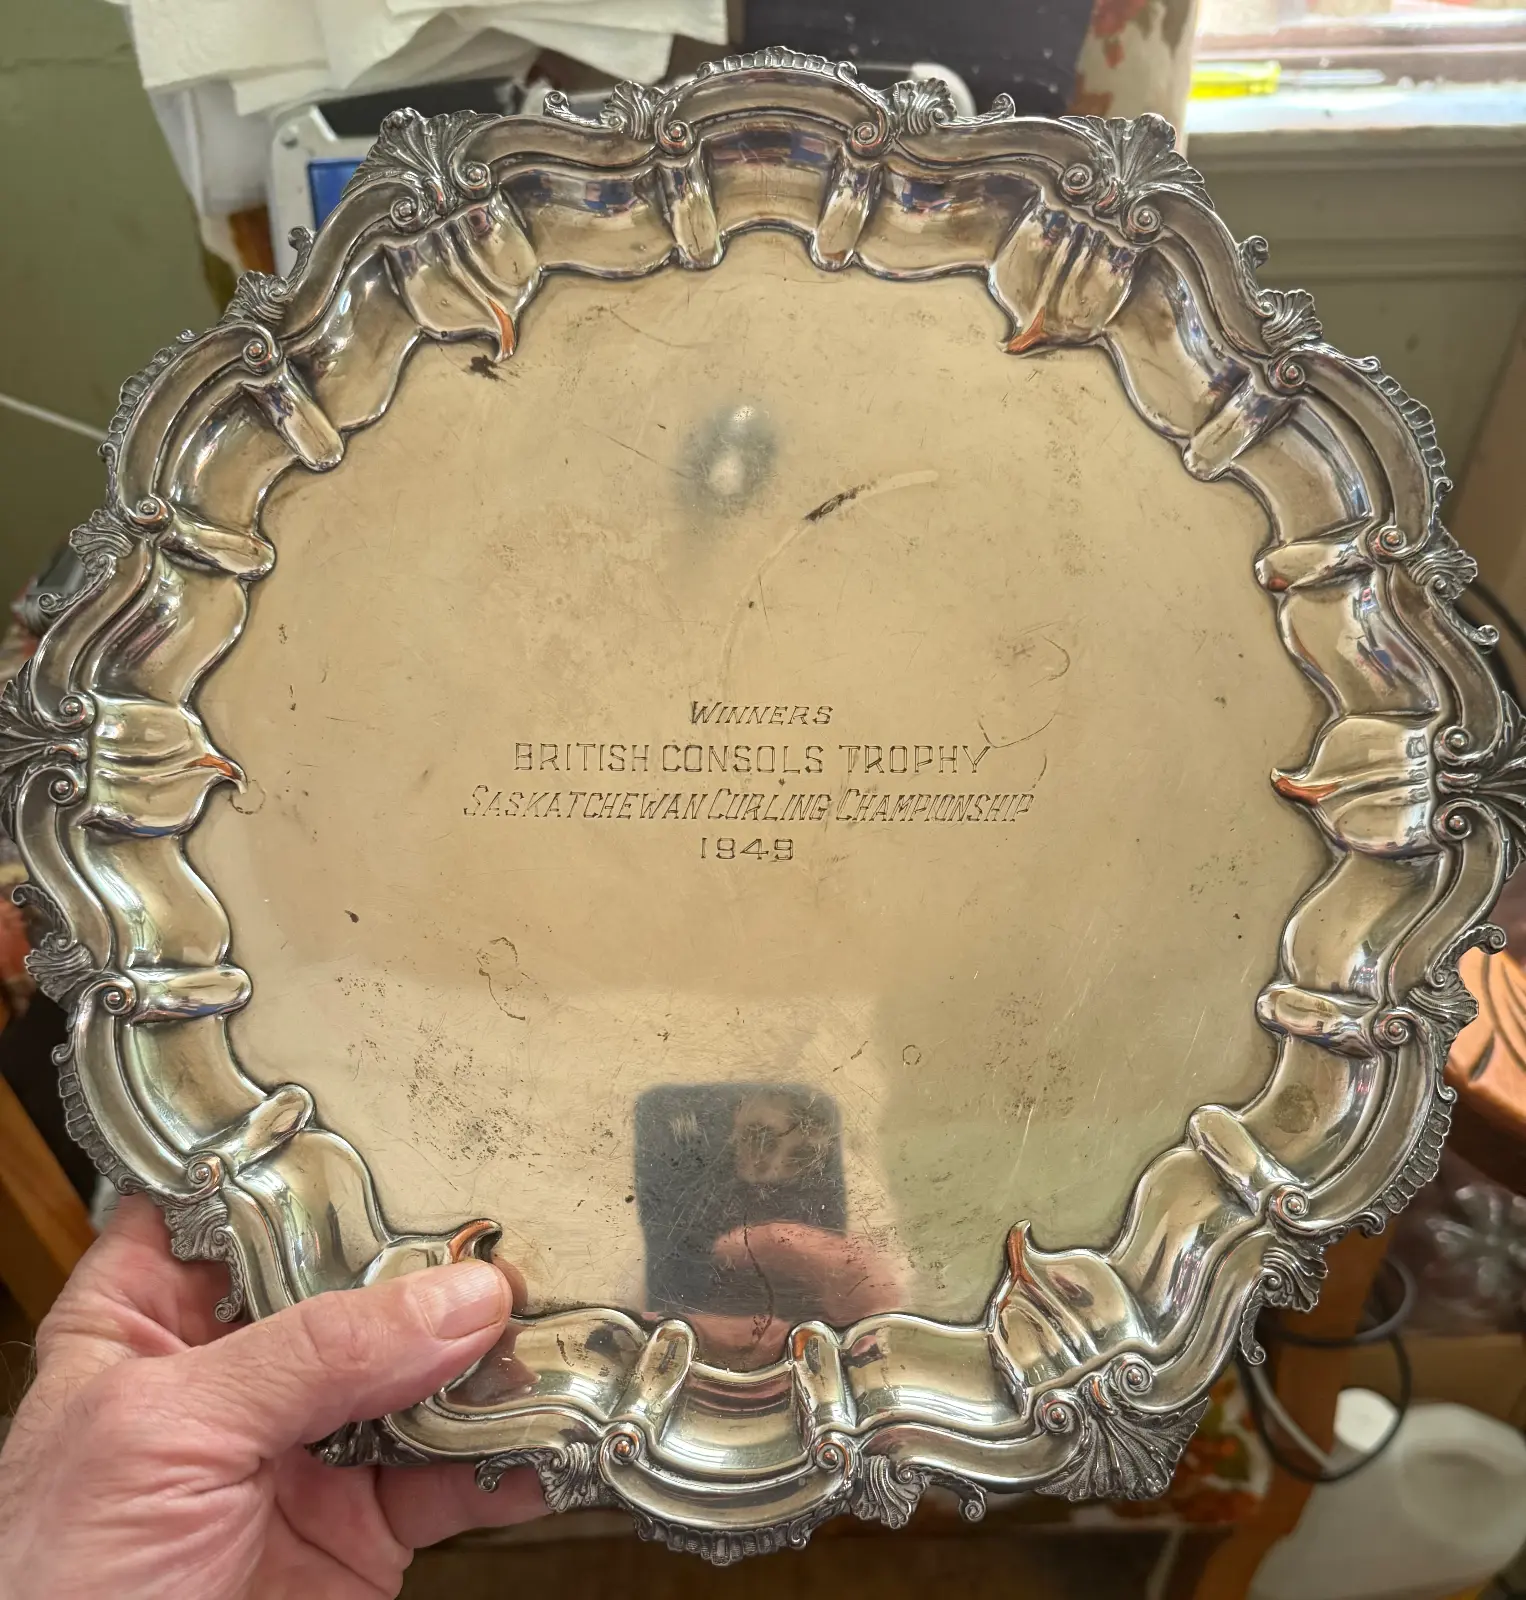 WINNERS
BRITISH CONSOLS TROPHY
SASKATCHEWAN CURLING CHAMPIONSHIP
1949